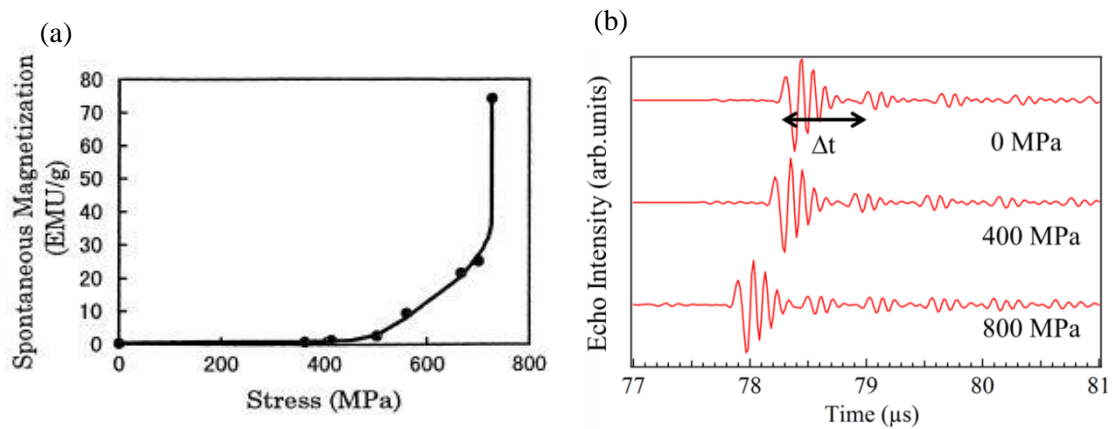 (a)
Spontaneous Magnetization
(EMU/g)
80
70
60
50
40
30
20
10
0
0 200 400 600 800
Stress (MPa)
(b)
Echo Intensity (arb.units)
Δt
0 MPa
400 MPa
800 MPa
77 78 79 80 81
Time (μs)